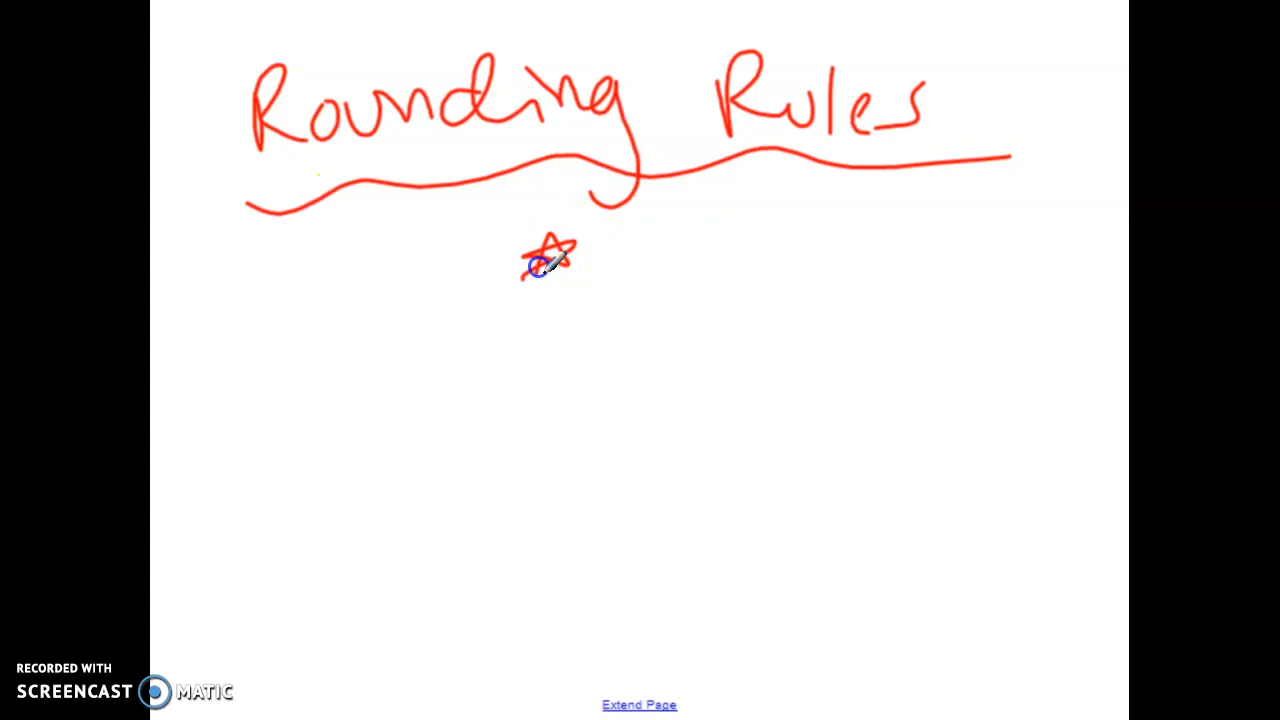 Rounding Rules
RECORDED WITH
SCREENCAST MATIC
Extend Page